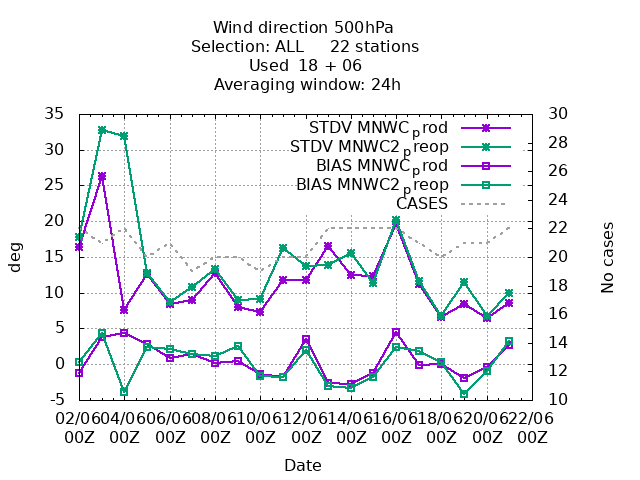 Wind direction 500hPa
Selection: ALL 22 stations
Used 18 + 06
Averaging window: 24h
35 30 25 20 15 10 5 0 -5
deg
30 28 26 24 22 20 18 16 14 12 10
No cases
STDV MNWC_prod
STDV MNWC2_preop
BIAS MNWC_prod
BIAS MNWC2_preop
CASES
02/06 04/06 06/06 08/06 10/06 12/06 14/06 16/06 18/06 20/06 22/06
00Z 00Z 00Z 00Z 00Z 00Z 00Z 00Z 00Z 00Z 00Z
Date